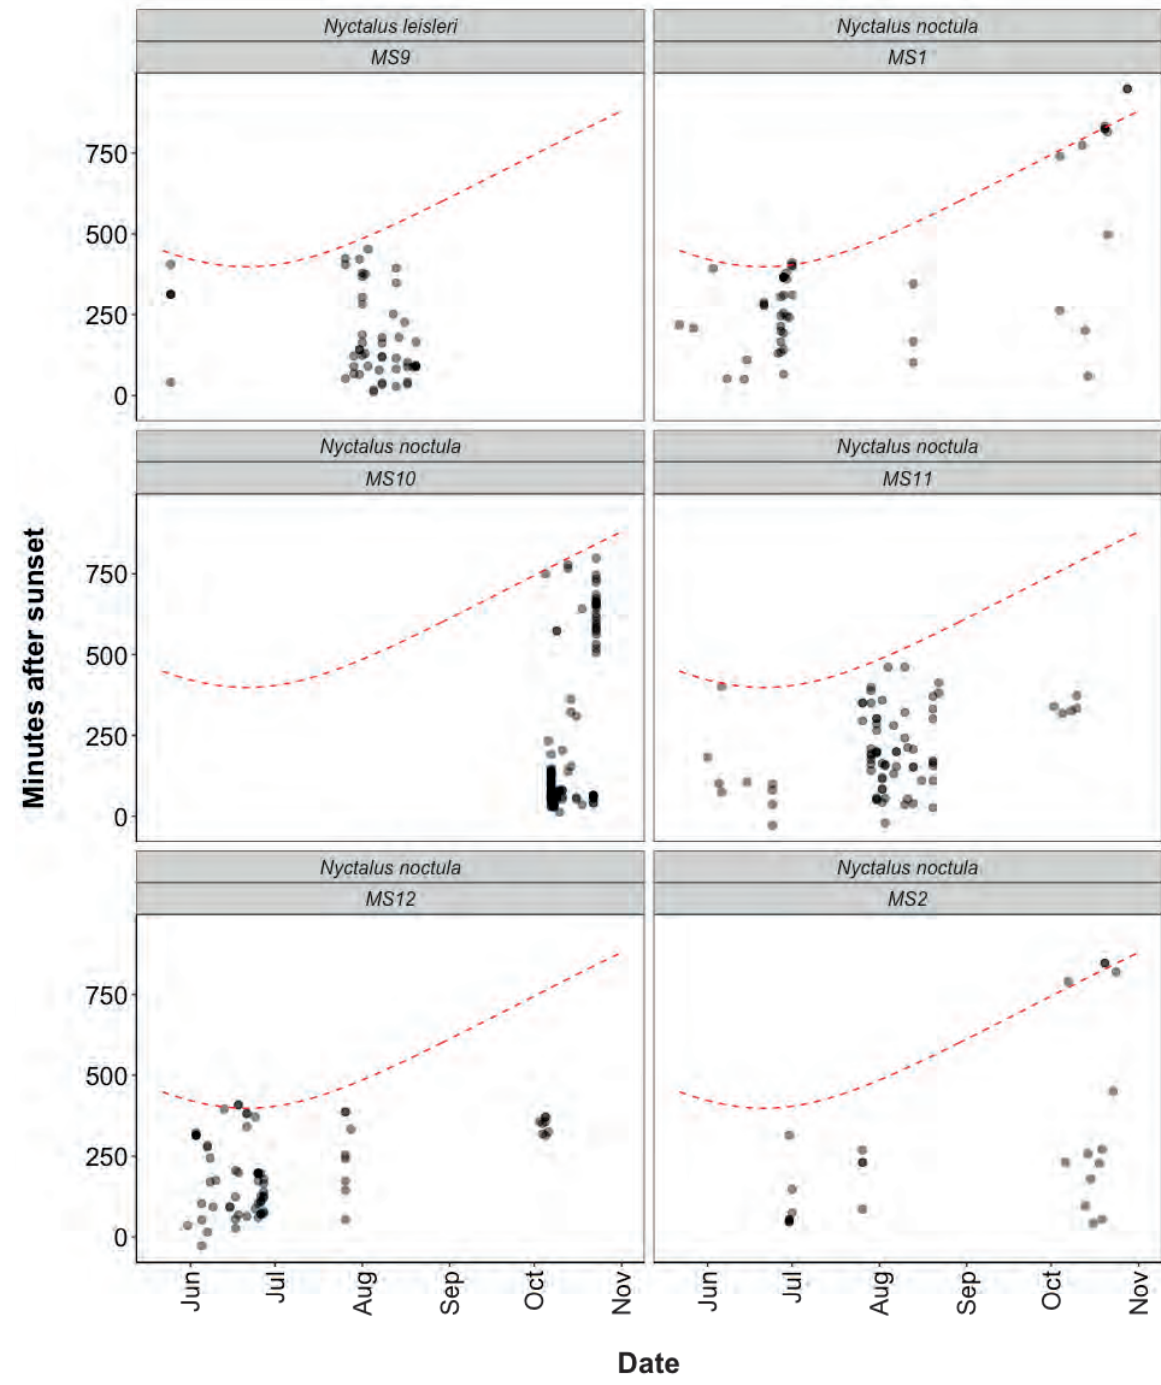 Nyctalus leisleri
MS9
Nyctalus noctula
MS1
750
500
250
0
Nyctalus noctula
MS10
Nyctalus noctula
MS11
750
500
250
0
Minutes after sunset
Nyctalus noctula
MS12
Nyctalus noctula
MS2
750
500
250
0
Jun
Jul
Aug
Sep
Oct
Nov
Jun
Jul
Aug
Sep
Oct
Nov
Date